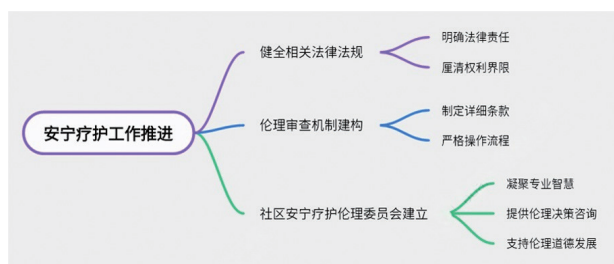 安宁疗护工作推进
健全相关法律法规
明确法律责任
厘清权利界限
伦理审查机制建构
制定详细条款
严格操作流程
社区安宁疗护伦理委员会建立
凝聚专业智慧
提供伦理决策咨询
支持伦理道德发展